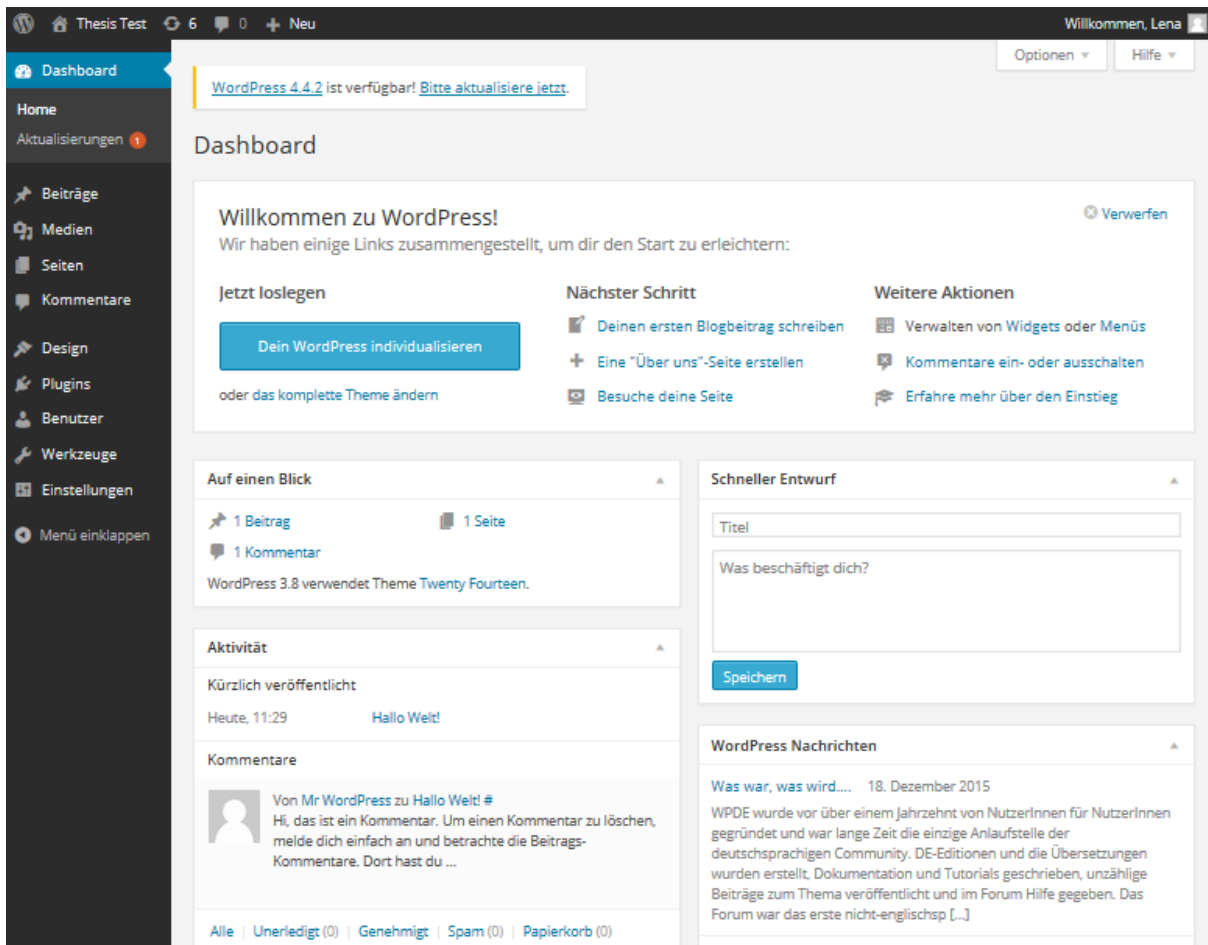 Thesis Test 6 0 + Neu Willkommen, Lena
Optionen Hilfe
Dashboard
Home
Aktualisierungen 1
Beiträge
Medien
Seiten
Kommentare
Design
Plugins
Benutzer
Werkzeuge
Einstellungen
Menü einklappen
WordPress 4.4.2 ist verfügbar! Bitte aktualisiere jetzt.
Dashboard
Willkommen zu WordPress!
Verwerfen
Wir haben einige Links zusammengestellt, um dir den Start zu erleichtern:
Jetzt loslegen
Dein WordPress individualisieren
oder das komplette Theme ändern
Nächster Schritt
Deinen ersten Blogbeitrag schreiben
Eine "Über uns"-Seite erstellen
Besuche deine Seite
Weitere Aktionen
Verwalten von Widgets oder Menüs
Kommentare ein- oder ausschalten
Erfahre mehr über den Einstieg
Auf einen Blick
1 Beitrag 1 Seite
1 Kommentar
WordPress 3.8 verwendet Theme Twenty Fourteen.
Aktivität
Kürzlich veröffentlicht
Heute, 11:29 Hallo Welt!
Kommentare
Von Mr WordPress zu Hallo Welt! #
Hi, das ist ein Kommentar. Um einen Kommentar zu löschen,
melde dich einfach an und betrachte die Beitrags-
Kommentare. Dort hast du ...
Alle | Unerledigt (0) | Genehmigt | Spam (0) | Papierkorb (0)
Schneller Entwurf
Titel
Was beschäftigt dich?
Speichern
WordPress Nachrichten
Was war, was wird.... 18. Dezember 2015
WPDE wurde vor über einem Jahrzehnt von NutzerInnen für NutzerInnen
gegründet und war lange Zeit die einzige Anlaufstelle der
deutschsprachigen Community. DE-Editionen und die Übersetzungen
wurden erstellt, Dokumentation und Tutorials geschrieben, unzählige
Beiträge zum Thema veröffentlicht und im Forum Hilfe gegeben. Das
Forum war das erste nicht-englischsp [...]